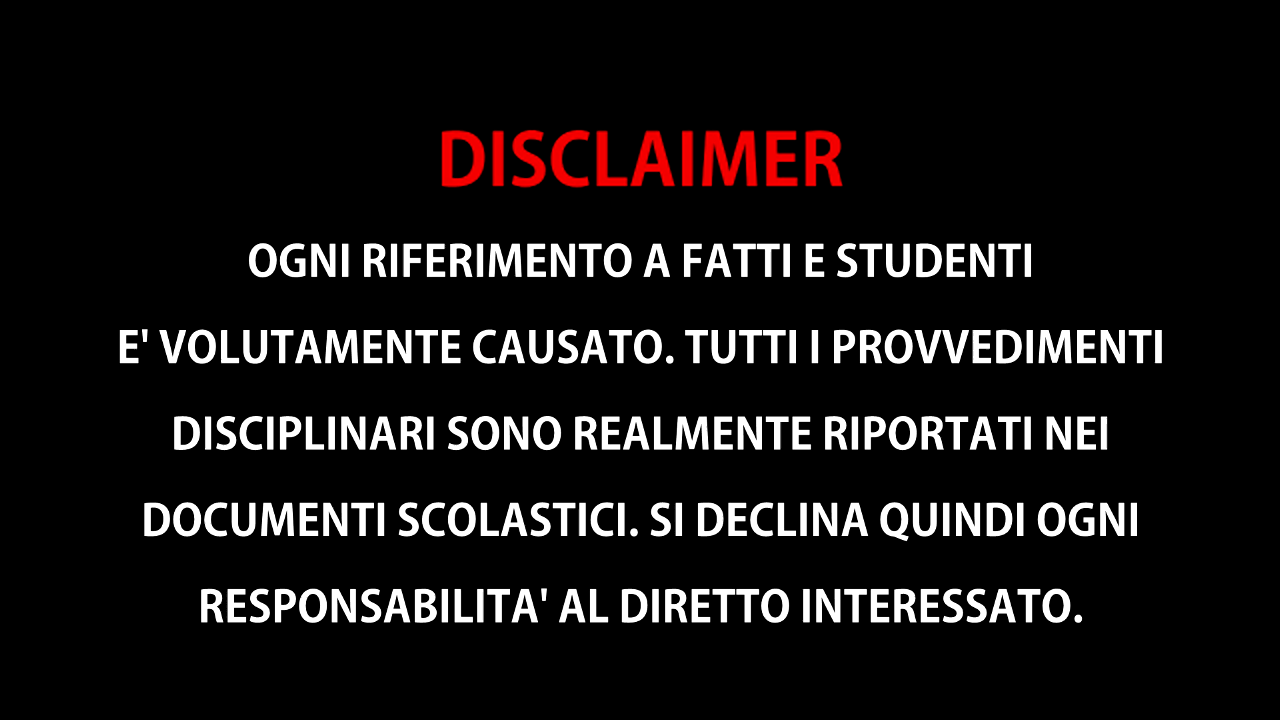 DISCLAIMER
OGNI RIFERIMENTO A FATTI E STUDENTI
E' VOLUTAMENTE CAUSATO. TUTTI I PROVVEDIMENTI
DISCIPLINARI SONO REALMENTE RIPORTATI NEI
DOCUMENTI SCOLASTICI. SI DECLINA QUINDI OGNI
RESPONSABILITA' AL DIRETTO INTERESSATO.